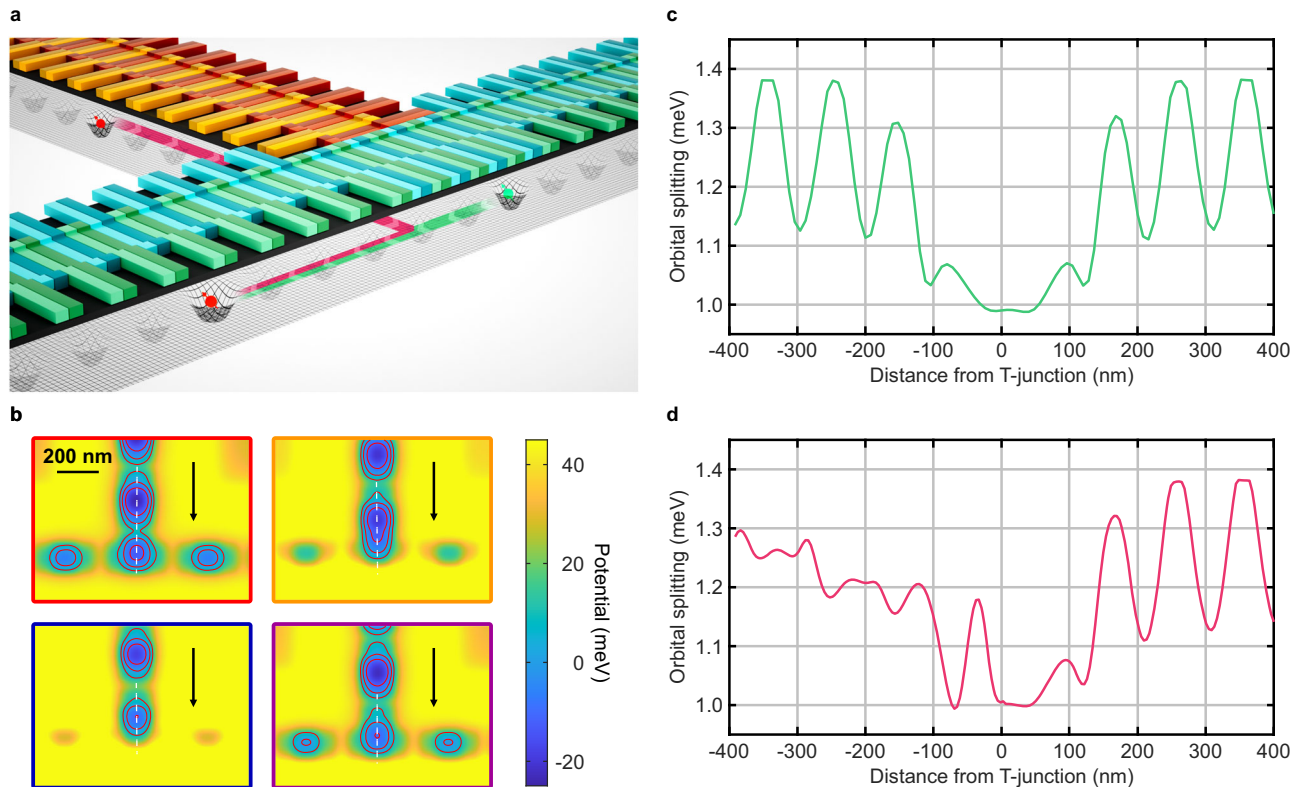 a
b
200 nm
40
20
0
-20
Potential (meV)
c
1.4
1.3
1.2
1.1
1.0
Orbital splitting (meV)
-400 -300 -200 -100 0 100 200 300 400
Distance from T-junction (nm)
d
1.4
1.3
1.2
1.1
1.0
Orbital splitting (meV)
-400 -300 -200 -100 0 100 200 300 400
Distance from T-junction (nm)